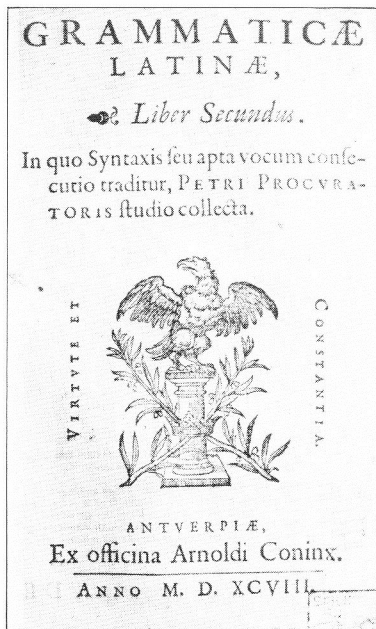 GRAMMATICÆ
LATINÆ,
Liber Secundus.
In quo Syntaxis ſeu apta vocum conſe-
cutio traditur, PETRI PROCVRA-
TORIS ſtudio collecta.
VIRTVTE ET
CONSTANTIA.
ANTVERPIÆ,
Ex officina Arnoldi Coninx.
ANNO M. D. XCVIII.